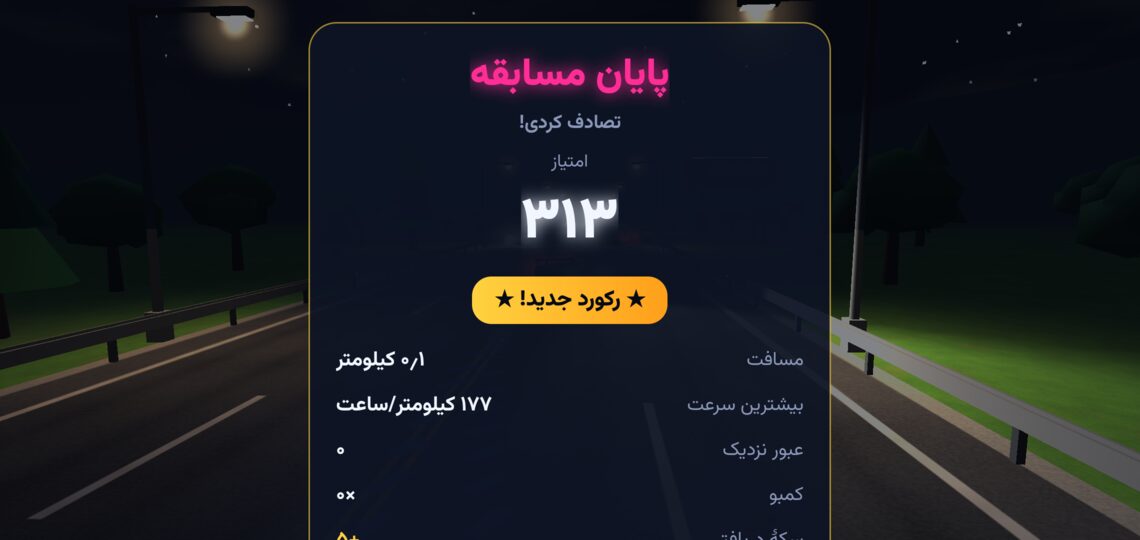 پایان مسابقه
تصادف کردی!
امتیاز
۳۱۳
★ رکورد جدید! ★
مسافت ۰٫۱ کیلومتر
بیشترین سرعت ۱۷۷ کیلومتر/ساعت
عبور نزدیک ۰
کمبو ×۰